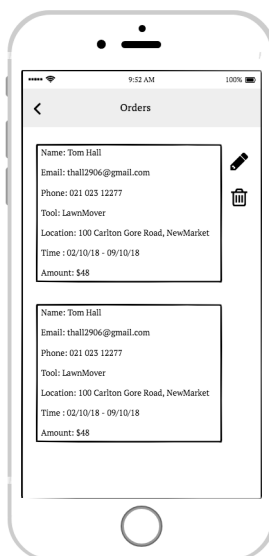 9:52 AM
100%
Orders
Name: Tom Hall
Email: thall2906@gmail.com
Phone: 021 023 12277
Tool: LawnMover
Location: 100 Carlton Gore Road, NewMarket
Time : 02/10/18 - 09/10/18
Amount: $48
Name: Tom Hall
Email: thall2906@gmail.com
Phone: 021 023 12277
Tool: LawnMover
Location: 100 Carlton Gore Road, NewMarket
Time : 02/10/18 - 09/10/18
Amount: $48